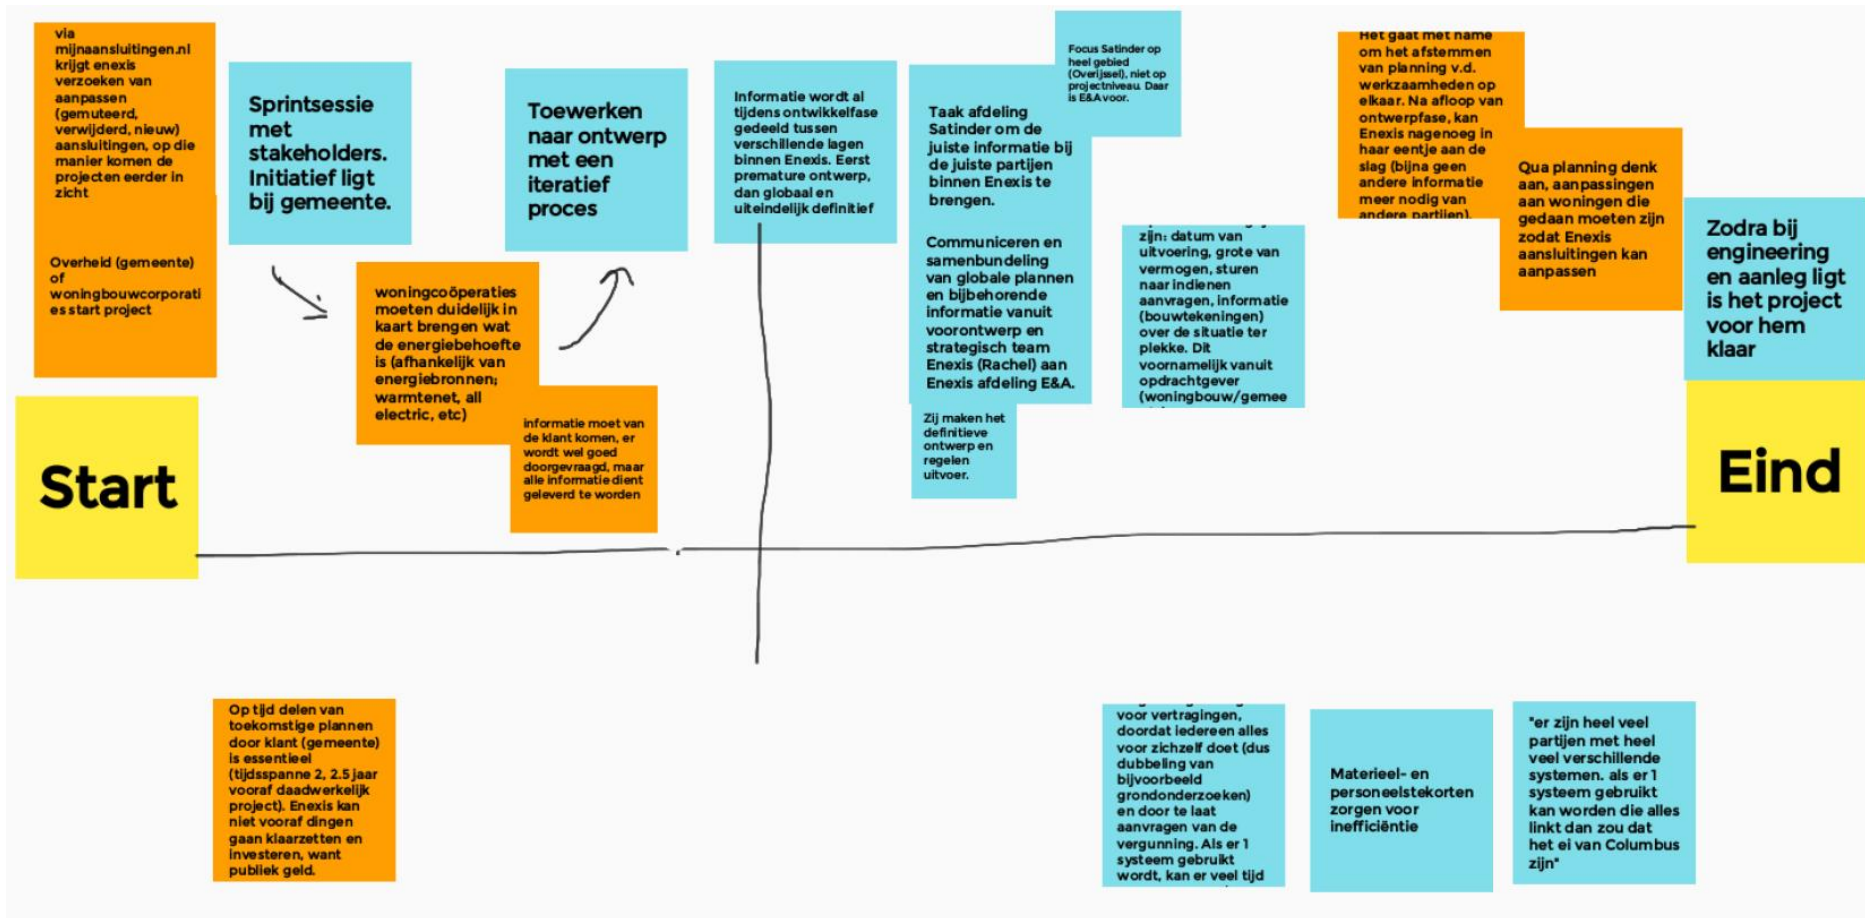 via
mijnaansluitingen.nl
krijgt enexis
verzoeken van
aanpassen
(gemuteerd,
verwijderd, nieuw)
aansluitingen, op die
manier komen de
projecten eerder in
zicht
Overheid (gemeente)
of
woningbouwcorporati
es start project
Start
Sprintsessie
met
stakeholders.
Initiatief ligt
bij gemeente.
woningcoöperaties
moeten duidelijk in
kaart brengen wat
de energiebehoefte
is (afhankelijk van
energiebronnen;
warmtenet, all
electric, etc)
informatie moet van
de klant komen, er
wordt wel goed
doorgevraagd, maar
alle informatie dient
geleverd te worden
Toewerken
naar ontwerp
met een
iteratief
proces
Informatie wordt al
tijdens ontwikkelfase
gedeeld tussen
verschillende lagen
binnen Enexis. Eerst
premature ontwerp,
dan globaal en
uiteindelijk definitief
Focus Satinder op
heel gebied
(Overijssel), niet op
projectniveau. Daar
is E&A voor.
Taak afdeling
Satinder om de
juiste informatie bij
de juiste partijen
binnen Enexis te
brengen.
Communiceren en
samenbundeling
van globale plannen
en bijbehorende
informatie vanuit
voorontwerp en
strategisch team
Enexis (Rachel) aan
Enexis afdeling E&A.
Zij maken het
definitieve
ontwerp en
regelen
uitvoer.
zijn: datum van
uitvoering, grote van
vermogen, sturen
naar indienen
aanvragen, informatie
(bouwtekeningen)
over de situatie ter
plekke. Dit
voornamelijk vanuit
opdrachtgever
(woningbouw/gemee
Het gaat met name
om het afstemmen
van planning v.d.
werkzaamheden op
elkaar. Na afloop van
ontwerpfase, kan
Enexis nagenoeg in
haar eentje aan de
slag (bijna geen
andere informatie
meer nodig van
andere partijen).
Qua planning denk
aan, aanpassingen
aan woningen die
gedaan moeten zijn
zodat Enexis
aansluitingen kan
aanpassen
Zodra bij
engineering
en aanleg ligt
is het project
voor hem
klaar
Eind
Op tijd delen van
toekomstige plannen
door klant (gemeente)
is essentieel
(tijdsspanne 2, 2.5 jaar
vooraf daadwerkelijk
project). Enexis kan
niet vooraf dingen
gaan klaarzetten en
investeren, want
publiek geld.
voor vertragingen,
doordat iedereen alles
voor zichzelf doet (dus
dubbeling van
bijvoorbeeld
grondonderzoeken)
en door te laat
aanvragen van de
vergunning. Als er 1
systeem gebruikt
wordt, kan er veel tijd
Materieel- en
personeelstekorten
zorgen voor
inefficiëntie
"er zijn heel veel
partijen met heel
veel verschillende
systemen. als er 1
systeem gebruikt
kan worden die alles
linkt dan zou dat
het ei van Columbus
zijn"